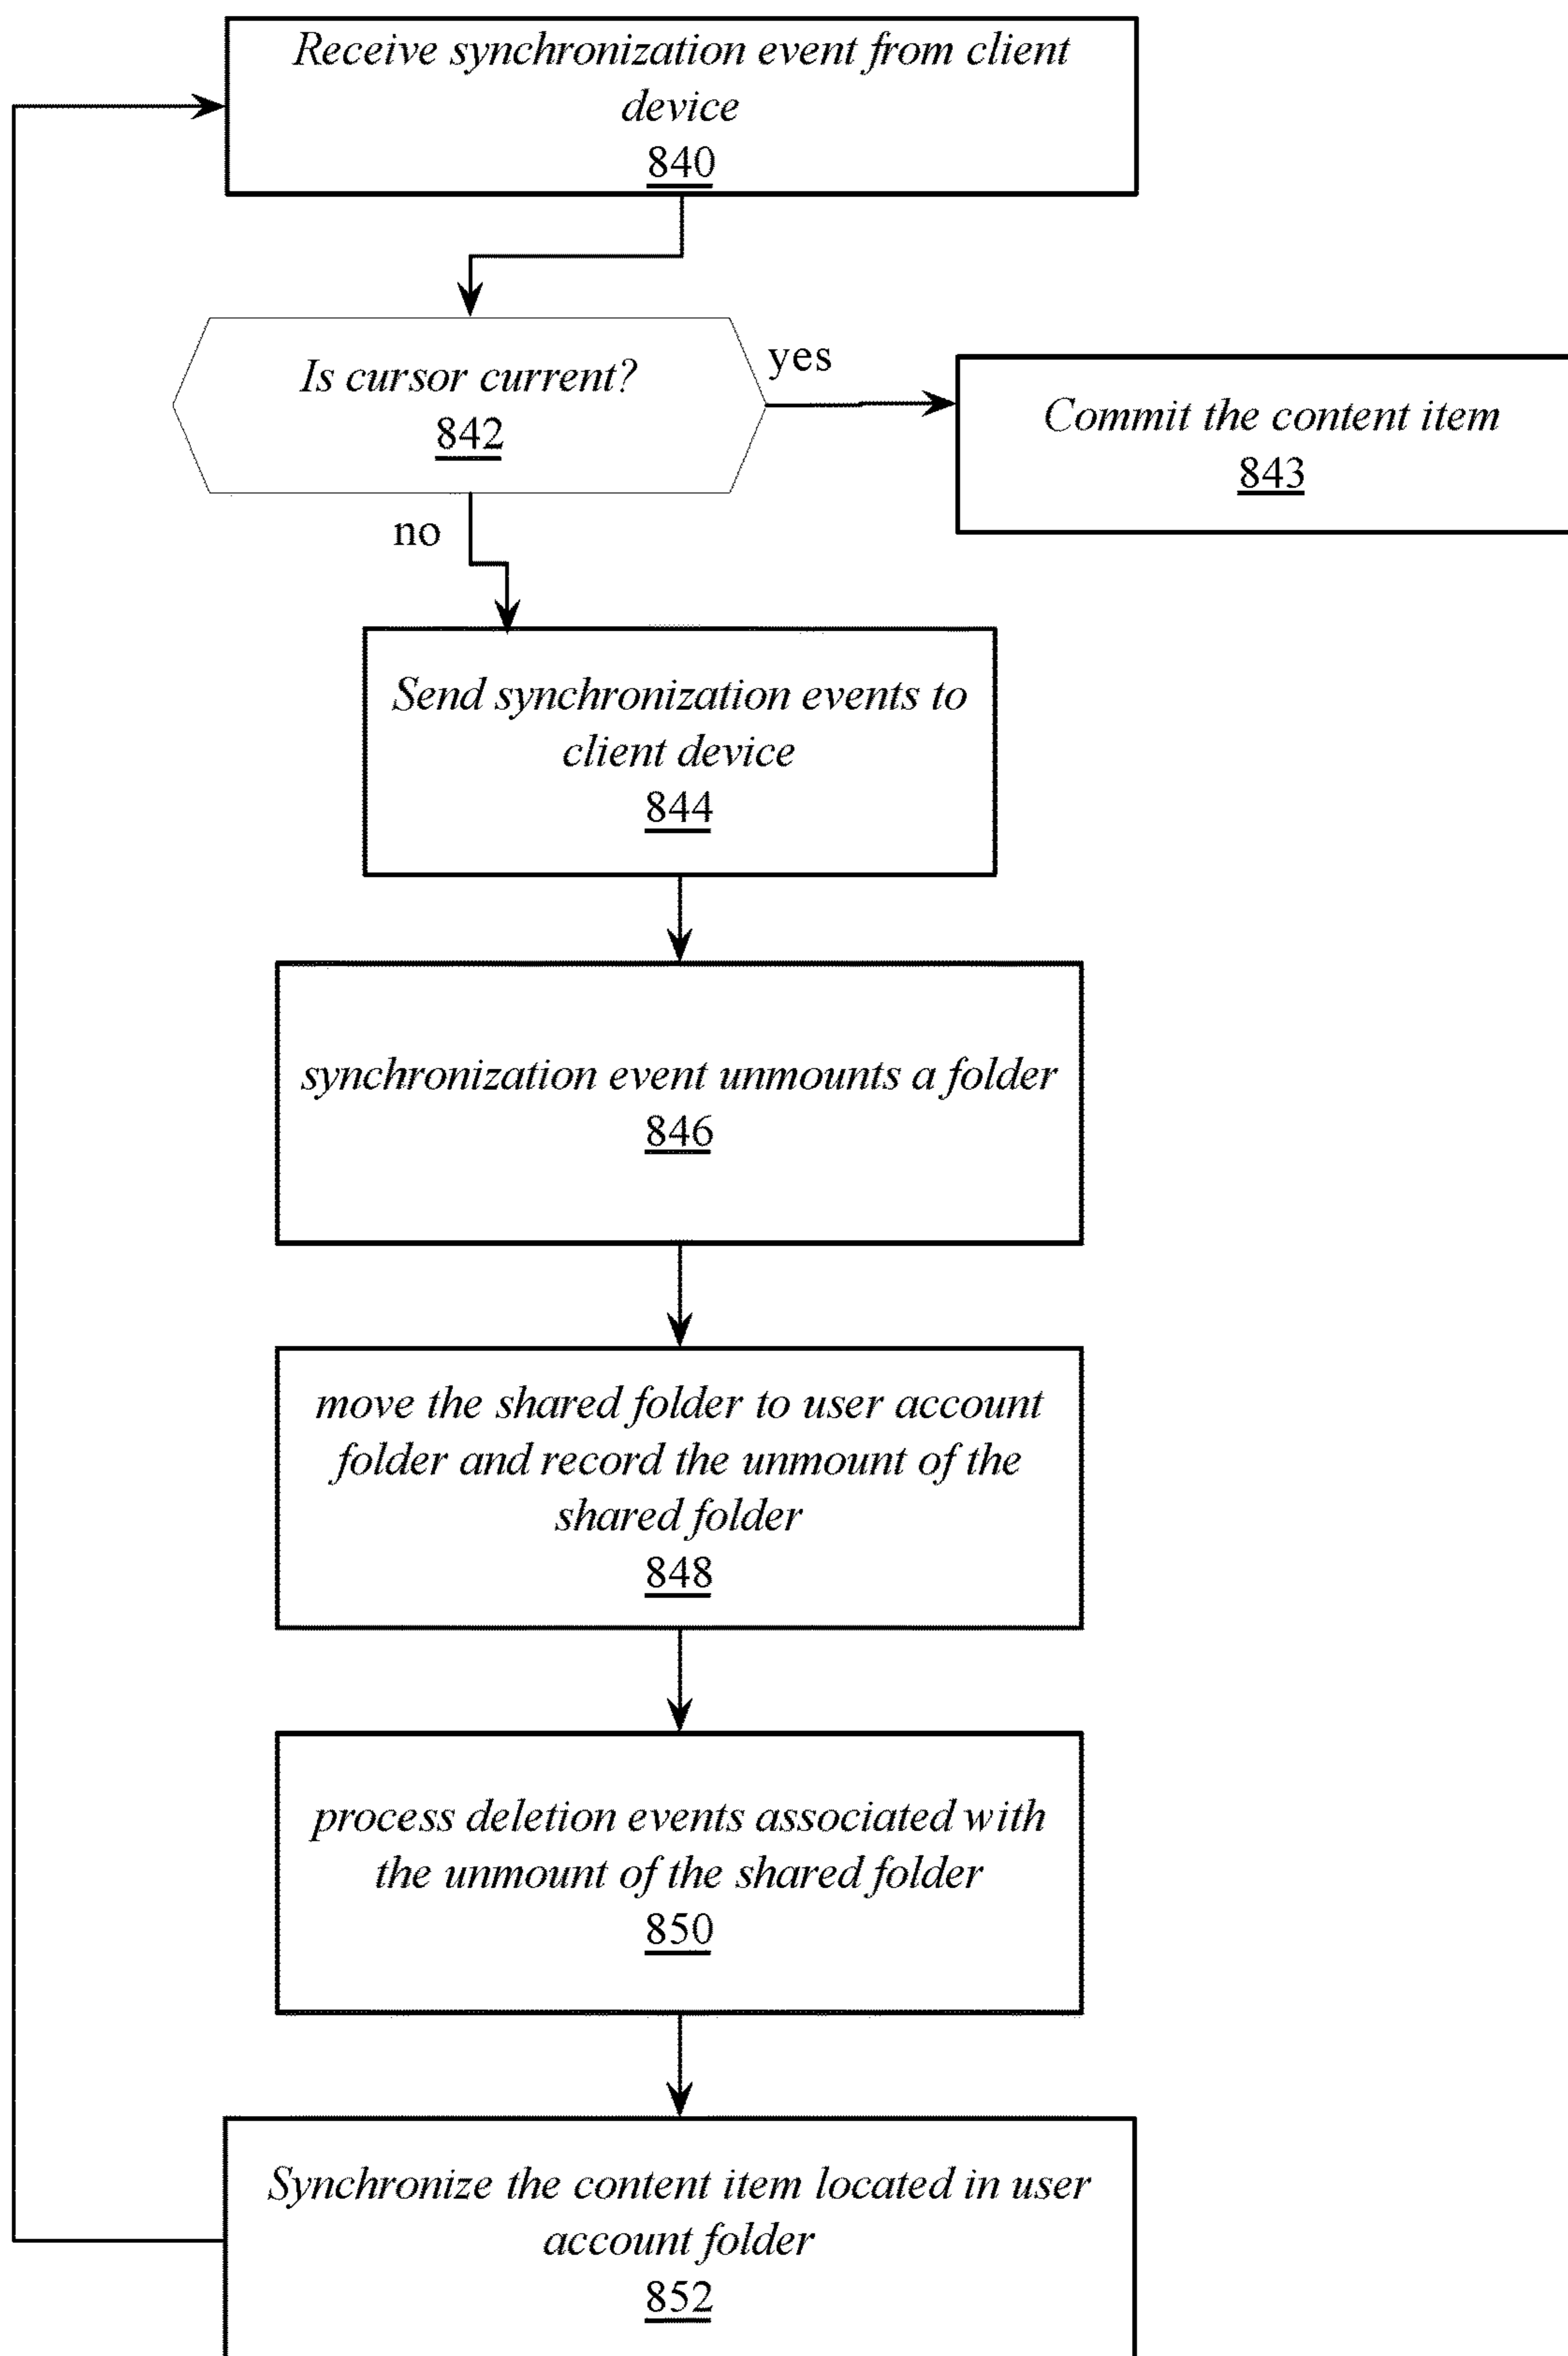 Receive synchronization event from client
device
840
Is cursor current?
842
yes
Commit the content item
843
no
Send synchronization events to
client device
844
synchronization event unmounts a folder
846
move the shared folder to user account
folder and record the unmount of the
shared folder
848
process deletion events associated with
the unmount of the shared folder
850
Synchronize the content item located in user
account folder
852